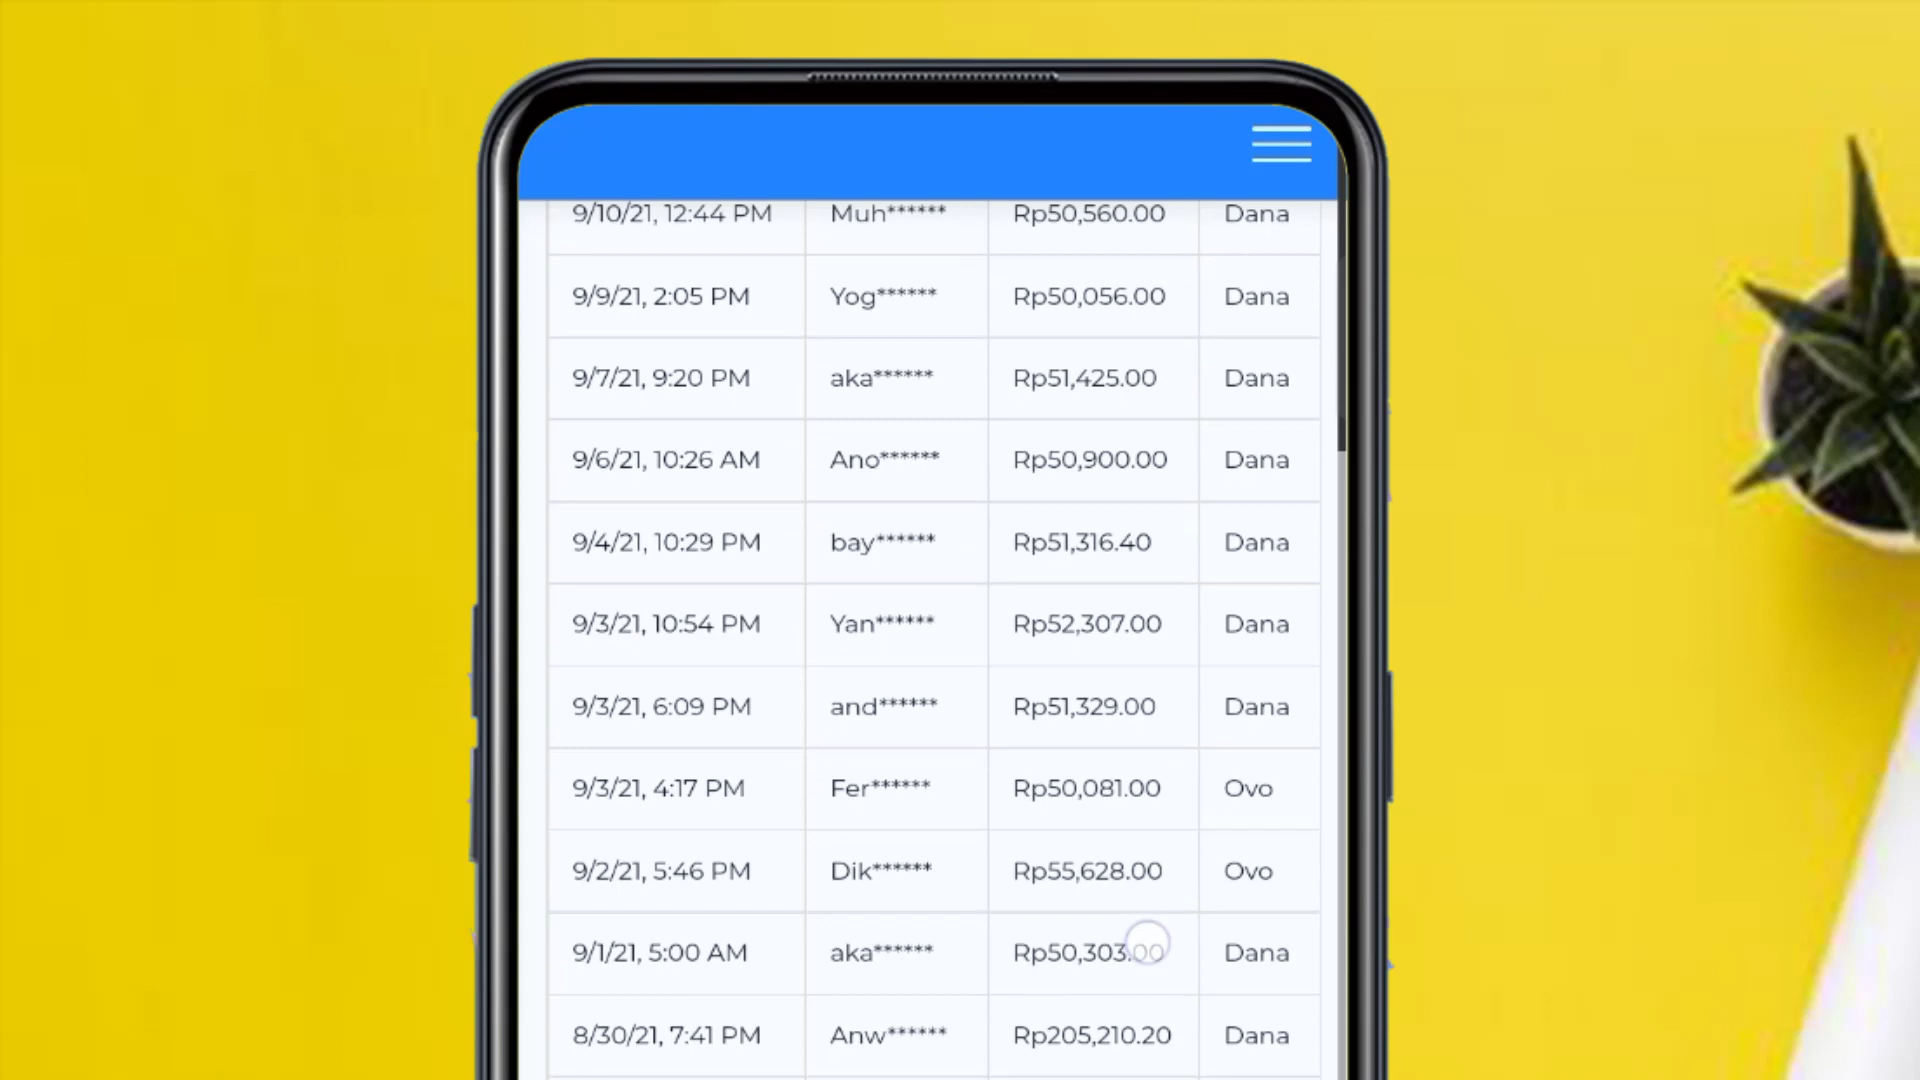 9/10/21, 12:44 PM Muh****** Rp50,560.00 Dana
9/9/21, 2:05 PM Yog****** Rp50,056.00 Dana
9/7/21, 9:20 PM aka****** Rp51,425.00 Dana
9/6/21, 10:26 AM Ano****** Rp50,900.00 Dana
9/4/21, 10:29 PM bay****** Rp51,316.40 Dana
9/3/21, 10:54 PM Yan****** Rp52,307.00 Dana
9/3/21, 6:09 PM and****** Rp51,329.00 Dana
9/3/21, 4:17 PM Fer****** Rp50,081.00 Ovo
9/2/21, 5:46 PM Dik****** Rp55,628.00 Ovo
9/1/21, 5:00 AM aka****** Rp50,303.00 Dana
8/30/21, 7:41 PM Anw****** Rp205,210.20 Dana